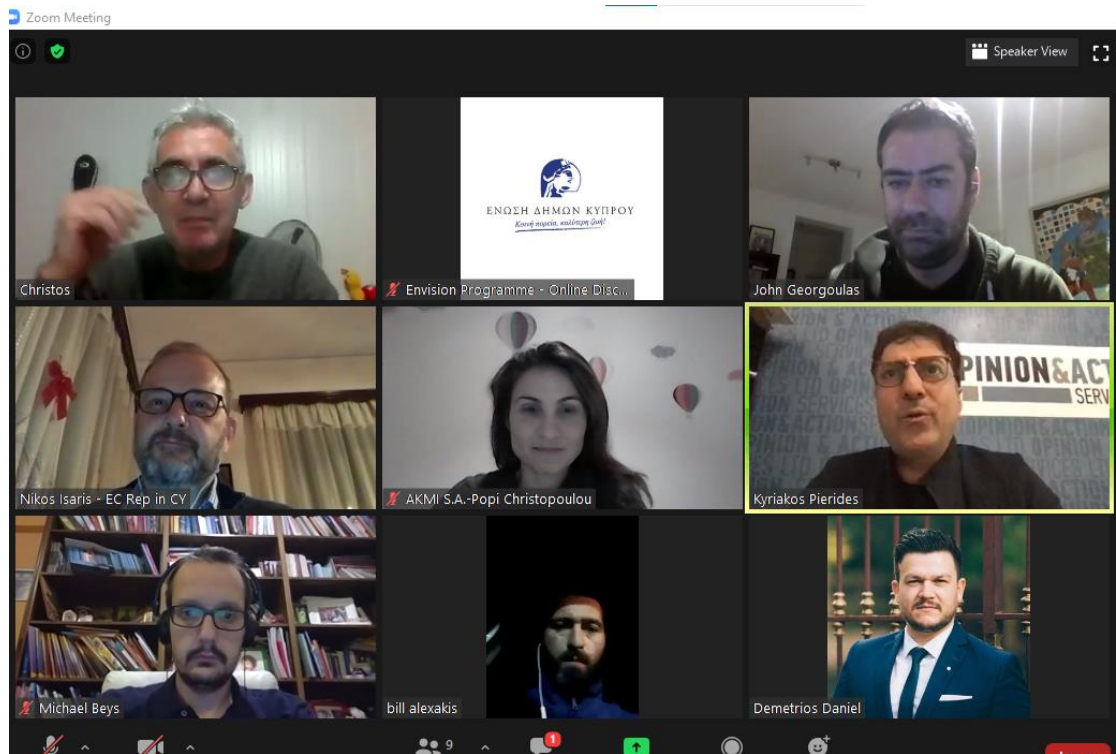 Zoom Meeting
Speaker View
Christos
ΕΝΩΣΗ ΔΗΜΩΝ ΚΥΠΡΟΥ
Κοινή πορεία, καλύτερη ζωή!
Envision Programme - Online Disc...
John Georgoulas
Nikos Isaris - EC Rep in CY
AKMI S.A.-Popi Christopoulou
PINION&ACT
SERV
Kyriakos Pierides
Michael Beys
bill alexakis
Demetrios Daniel
9
1